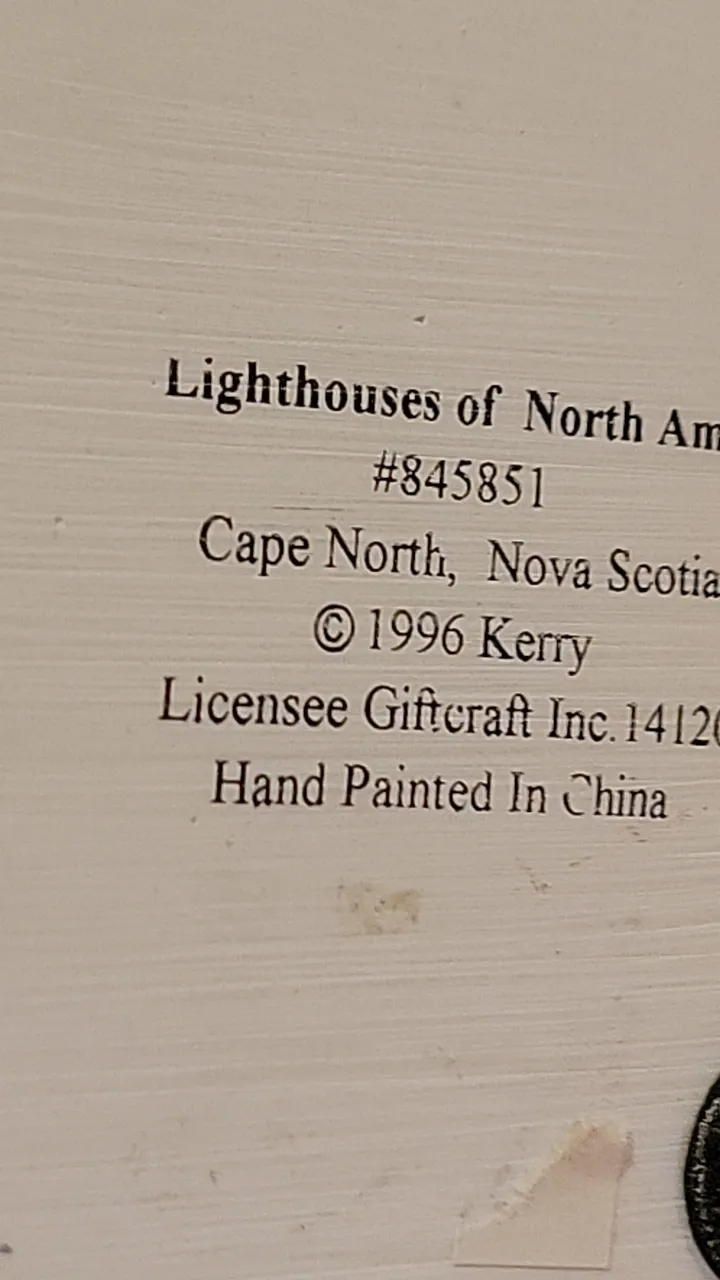 Lighthouses of North Am
#845851
Cape North, Nova Scotia
© 1996 Kerry
Licensee Giftcraft Inc. 1412
Hand Painted In China